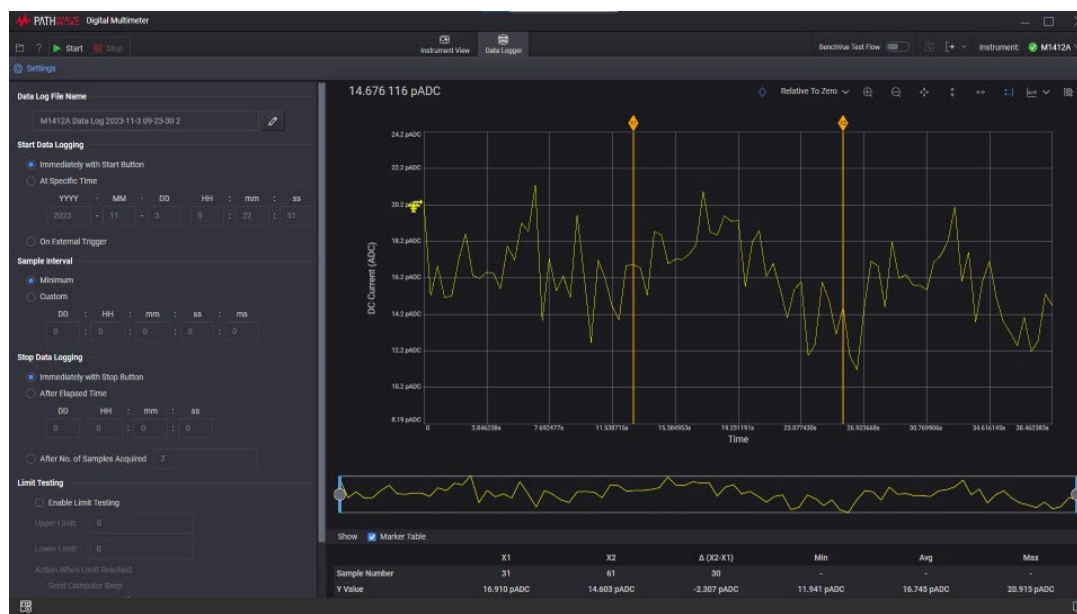 PATHWAVE Digital Multimeter
? Start Stop
Instrument View Data Logger
BenchVue Test Flow Instrument: M1412A
Settings
Data Log File Name
M1412A Data Log 2023-11-3 09-23-30 2
Start Data Logging
Immediately with Start Button
At Specific Time
YYYY - MM - DD HH : mm : ss
2023 - 11 - 3 9 : 22 : 51
On External Trigger
Sample Interval
Minimum
Custom
DD : HH : mm : ss : ms
0 : 0 : 0 : 0 : 0
Stop Data Logging
Immediately with Stop Button
After Elapsed Time
DD HH : mm : ss
0 0 : 0 : 0
After No. of Samples Acquired 3
Limit Testing
Enable Limit Testing
Upper Limit: 0
Lower Limit: 0
Action When Limit Reached:
Send Computer Beep
14.676 116 pADC
Relative To Zero
X1 X2
24.2 pADC
22.2 pADC
20.2 pADC
18.2 pADC
16.2 pADC
14.2 pADC
12.2 pADC
10.2 pADC
8.19 pADC
DC Current (ADC)
0 3.846238s 7.692477s 11.538715s 15.384953s 19.231191s 23.077430s 26.923668s 30.769906s 34.616145s 38.462383s
Time
Show Marker Table
X1 X2 Δ (X2-X1) Min Avg Max
Sample Number 31 61 30 - - -
Y Value 16.910 pADC 14.603 pADC -2.307 pADC 11.941 pADC 16.745 pADC 20.915 pADC